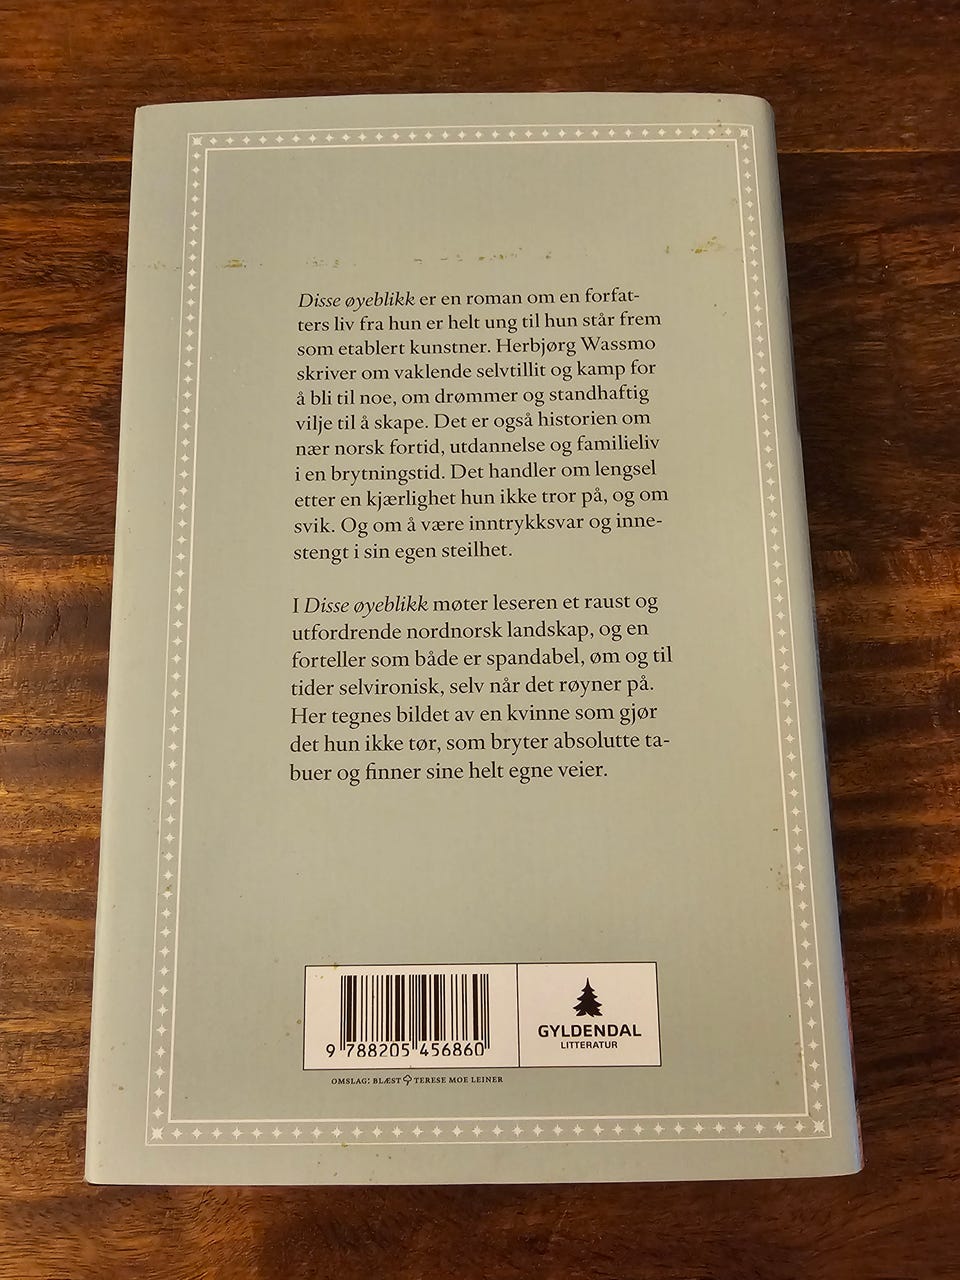 Disse øyeblikk er en roman om en forfat-
ters liv fra hun er helt ung til hun står frem
som etablert kunstner. Herbjørg Wassmo
skriver om vaklende selvtillit og kamp for
å bli til noe, om drømmer og standhaftig
vilje til å skape. Det er også historien om
nær norsk fortid, utdannelse og familieliv
i en brytningstid. Det handler om lengsel
etter en kjærlighet hun ikke tror på, og om
svik. Og om å være inntrykksvar og inne-
stengt i sin egen steilhet.
I Disse øyeblikk møter leseren et raust og
utfordrende nordnorsk landskap, og en
forteller som både er spandabel, øm og til
tider selvironisk, selv når det røyner på.
Her tegnes bildet av en kvinne som gjør
det hun ikke tør, som bryter absolutte ta-
buer og finner sine helt egne veier.
9 788205 456860
GYLDENDAL
LITTERATUR
OMSLAG: BLÆST TERESE MOE LEINER